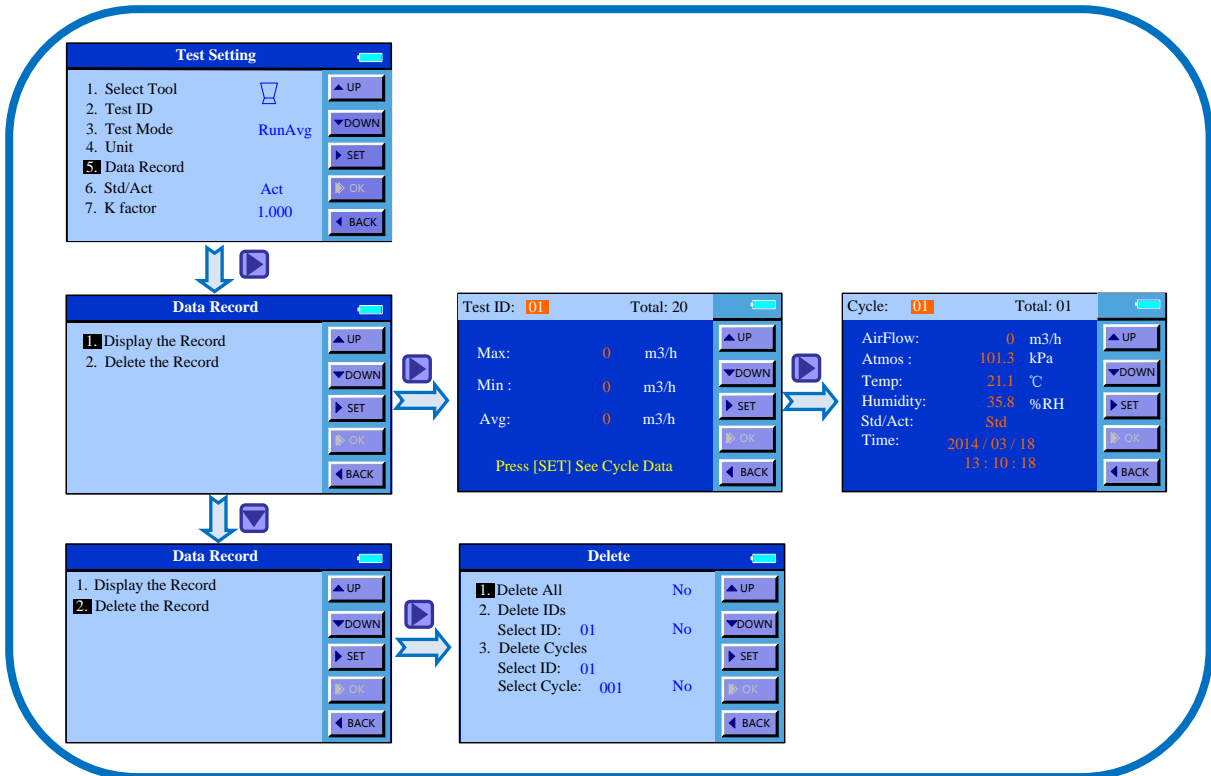 Test Setting
1. Select Tool
2. Test ID
3. Test Mode RunAvg
4. Unit
5. Data Record
6. Std/Act Act
7. K factor 1.000
UP
DOWN
SET
OK
BACK
Data Record
1. Display the Record
2. Delete the Record
UP
DOWN
SET
OK
BACK
Test ID: 01 Total: 20
Max: 0 m3/h
Min : 0 m3/h
Avg: 0 m3/h
Press [SET] See Cycle Data
UP
DOWN
SET
OK
BACK
Cycle: 01 Total: 01
AirFlow: 0 m3/h
Atmos : 101.3 kPa
Temp: 21.1 ℃
Humidity: 35.8 %RH
Std/Act: Std
Time: 2014 / 03 / 18
13 : 10 : 18
UP
DOWN
SET
OK
BACK
Data Record
1. Display the Record
2. Delete the Record
UP
DOWN
SET
OK
BACK
Delete
1. Delete All No
2. Delete IDs
Select ID: 01 No
3. Delete Cycles
Select ID: 01
Select Cycle: 001 No
UP
DOWN
SET
OK
BACK